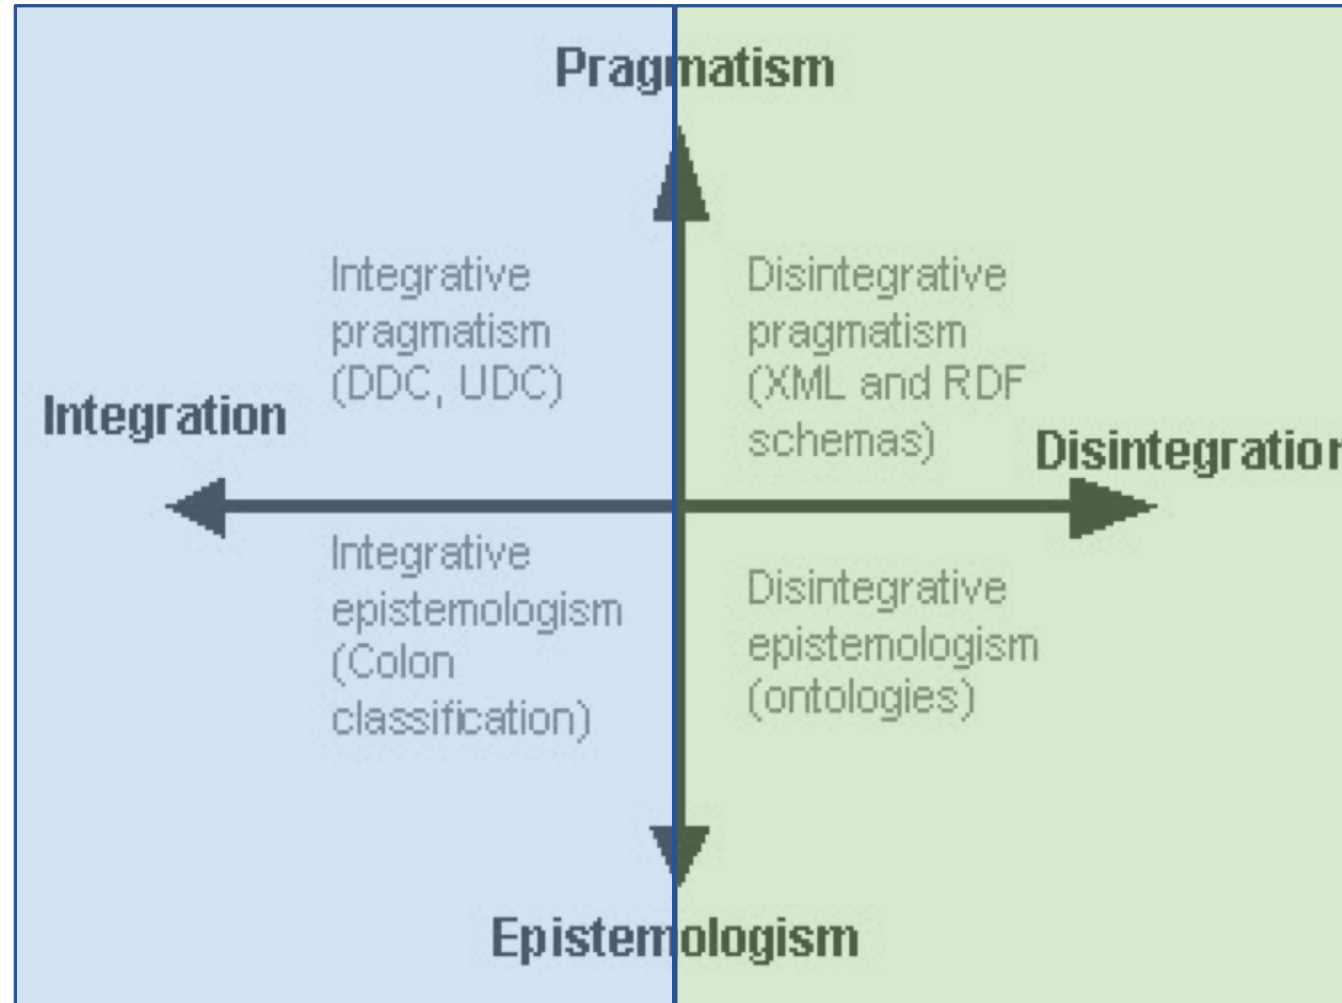 Pragmatism
Integrative
pragmatism
(DDC, UDC)
Disintegrative
pragmatism
(XML and RDF
schemas)
Integration
Disintegration
Integrative
epistemologism
(Colon
classification)
Disintegrative
epistemologism
(ontologies)
Epistemologism